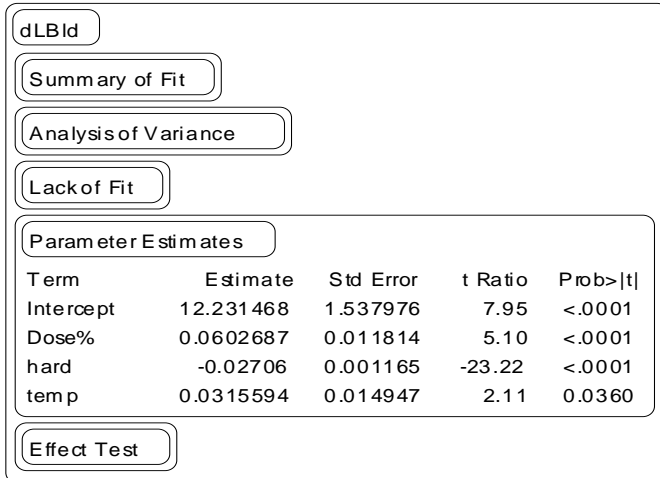 dLBld
Summary of Fit
Analysis of Variance
Lack of Fit
Parameter Estimates
Term Estimate Std Error t Ratio Prob>|t|
Intercept 12.231468 1.537976 7.95 <.0001
Dose% 0.0602687 0.011814 5.10 <.0001
hard -0.02706 0.001165 -23.22 <.0001
temp 0.0315594 0.014947 2.11 0.0360
Effect Test